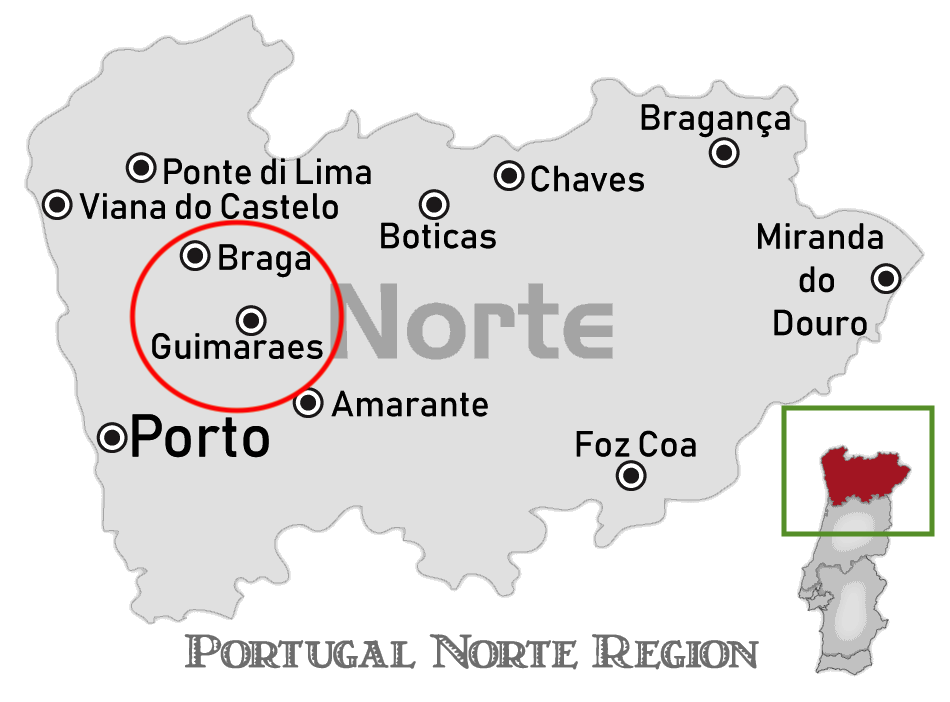 Bragança
Ponte di Lima
Chaves
Viana do Castelo
Boticas
Braga
Miranda
do
Douro
Norte
Guimaraes
Amarante
Porto
Foz Coa
Portugal Norte Region